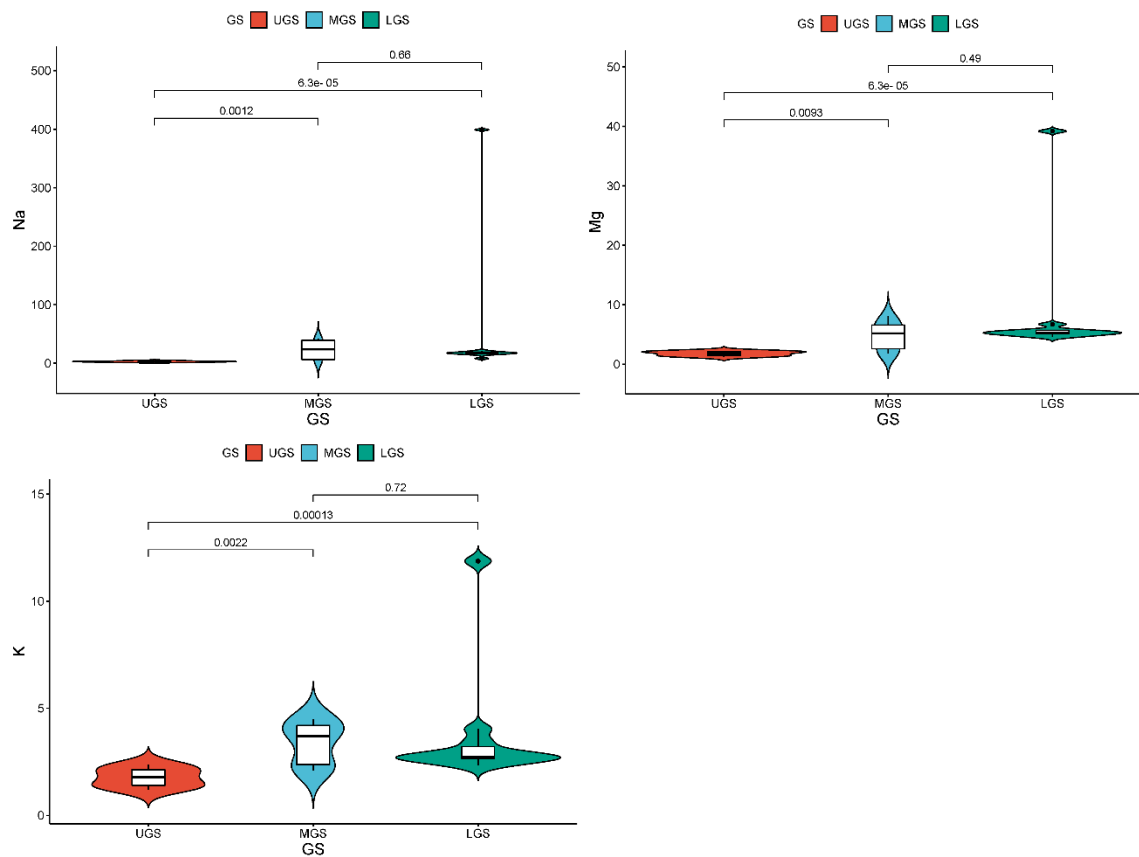 GS UGS MGS LGS
500
400
300
200
100
0
Na
0.66
6.3e- 05
0.0012
UGS MGS LGS
GS
GS UGS MGS LGS
50
40
30
20
10
0
Mg
0.49
6.3e- 05
0.0093
UGS MGS LGS
GS
GS UGS MGS LGS
15
10
5
0
K
0.72
0.00013
0.0022
UGS MGS LGS
GS